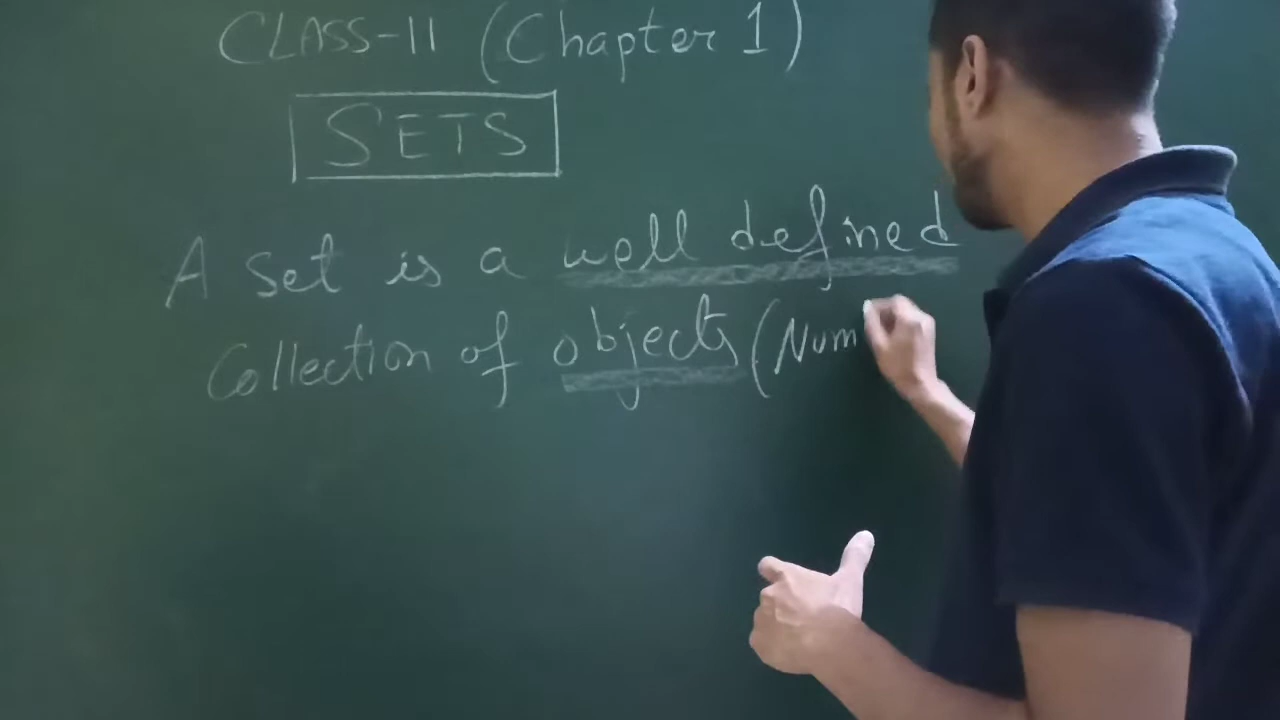 CLASS-11 (Chapter 1)
SETS
A set is a well defined
Collection of objects (Num